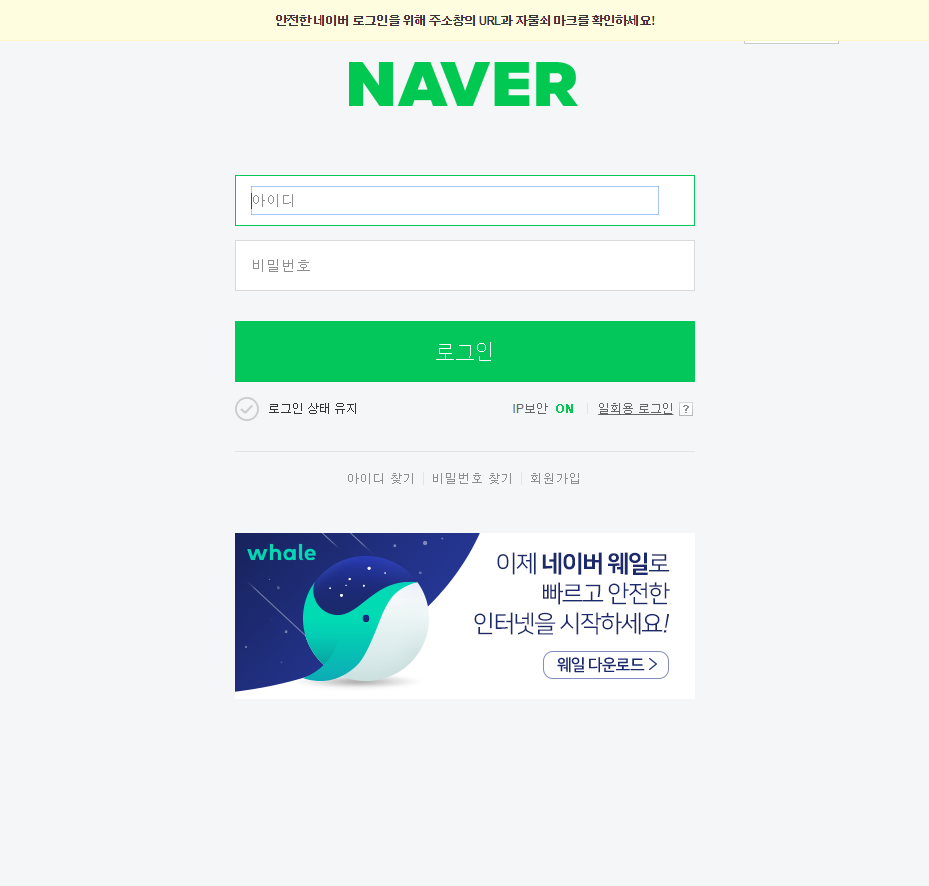 안전한 네이버 로그인을 위해 주소창의 URL과 자물쇠 마크를 확인하세요!
NAVER
아이디
비밀번호
로그인
로그인 상태 유지 IP보안 ON 일회용 로그인 ?
아이디 찾기 비밀번호 찾기 회원가입
whale
이제 네이버 웨일로
빠르고 안전한
인터넷을 시작하세요!
웨일 다운로드 >